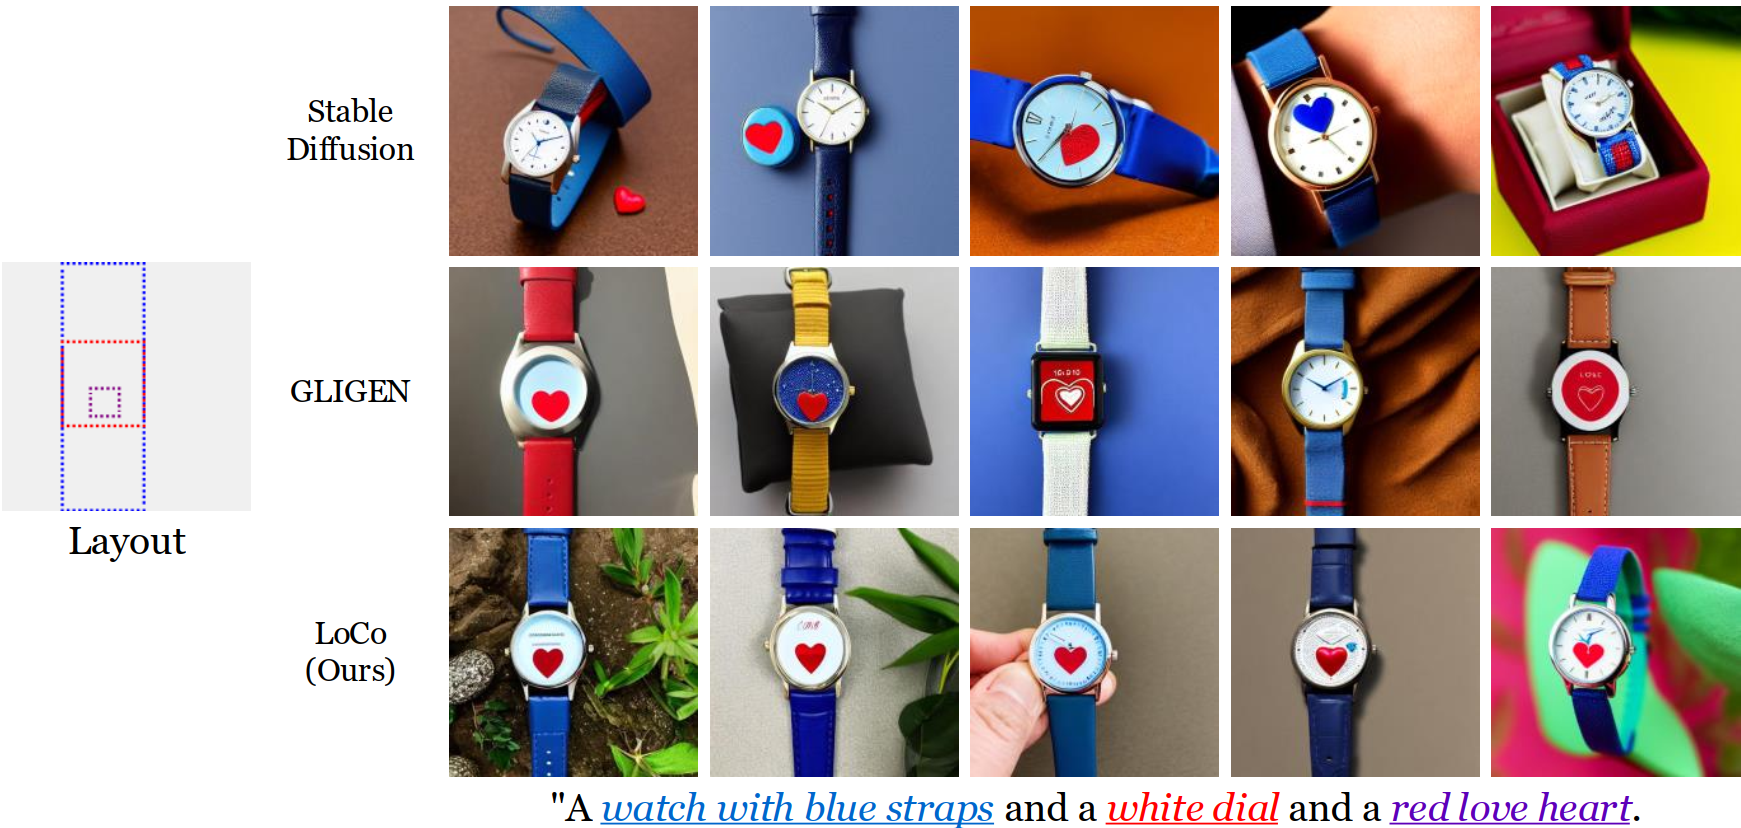 Stable
Diffusion
GLIGEN
Layout
LoCo
(Ours)
"A watch with blue straps and a white dial and a red love heart.